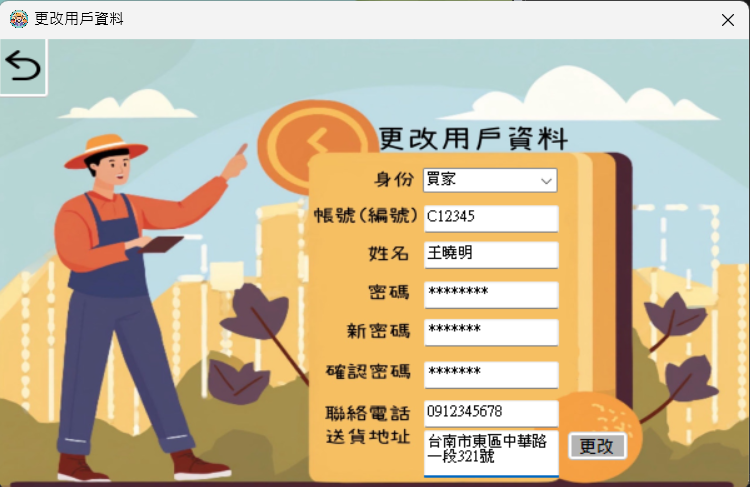 更改用戶資料
更改用戶資料
身份 買家
帳號(編號) C12345
姓名 王曉明
密碼 ********
新密碼 *******
確認密碼 *******
聯絡電話 0912345678
送貨地址 台南市東區中華路
一段321號
更改